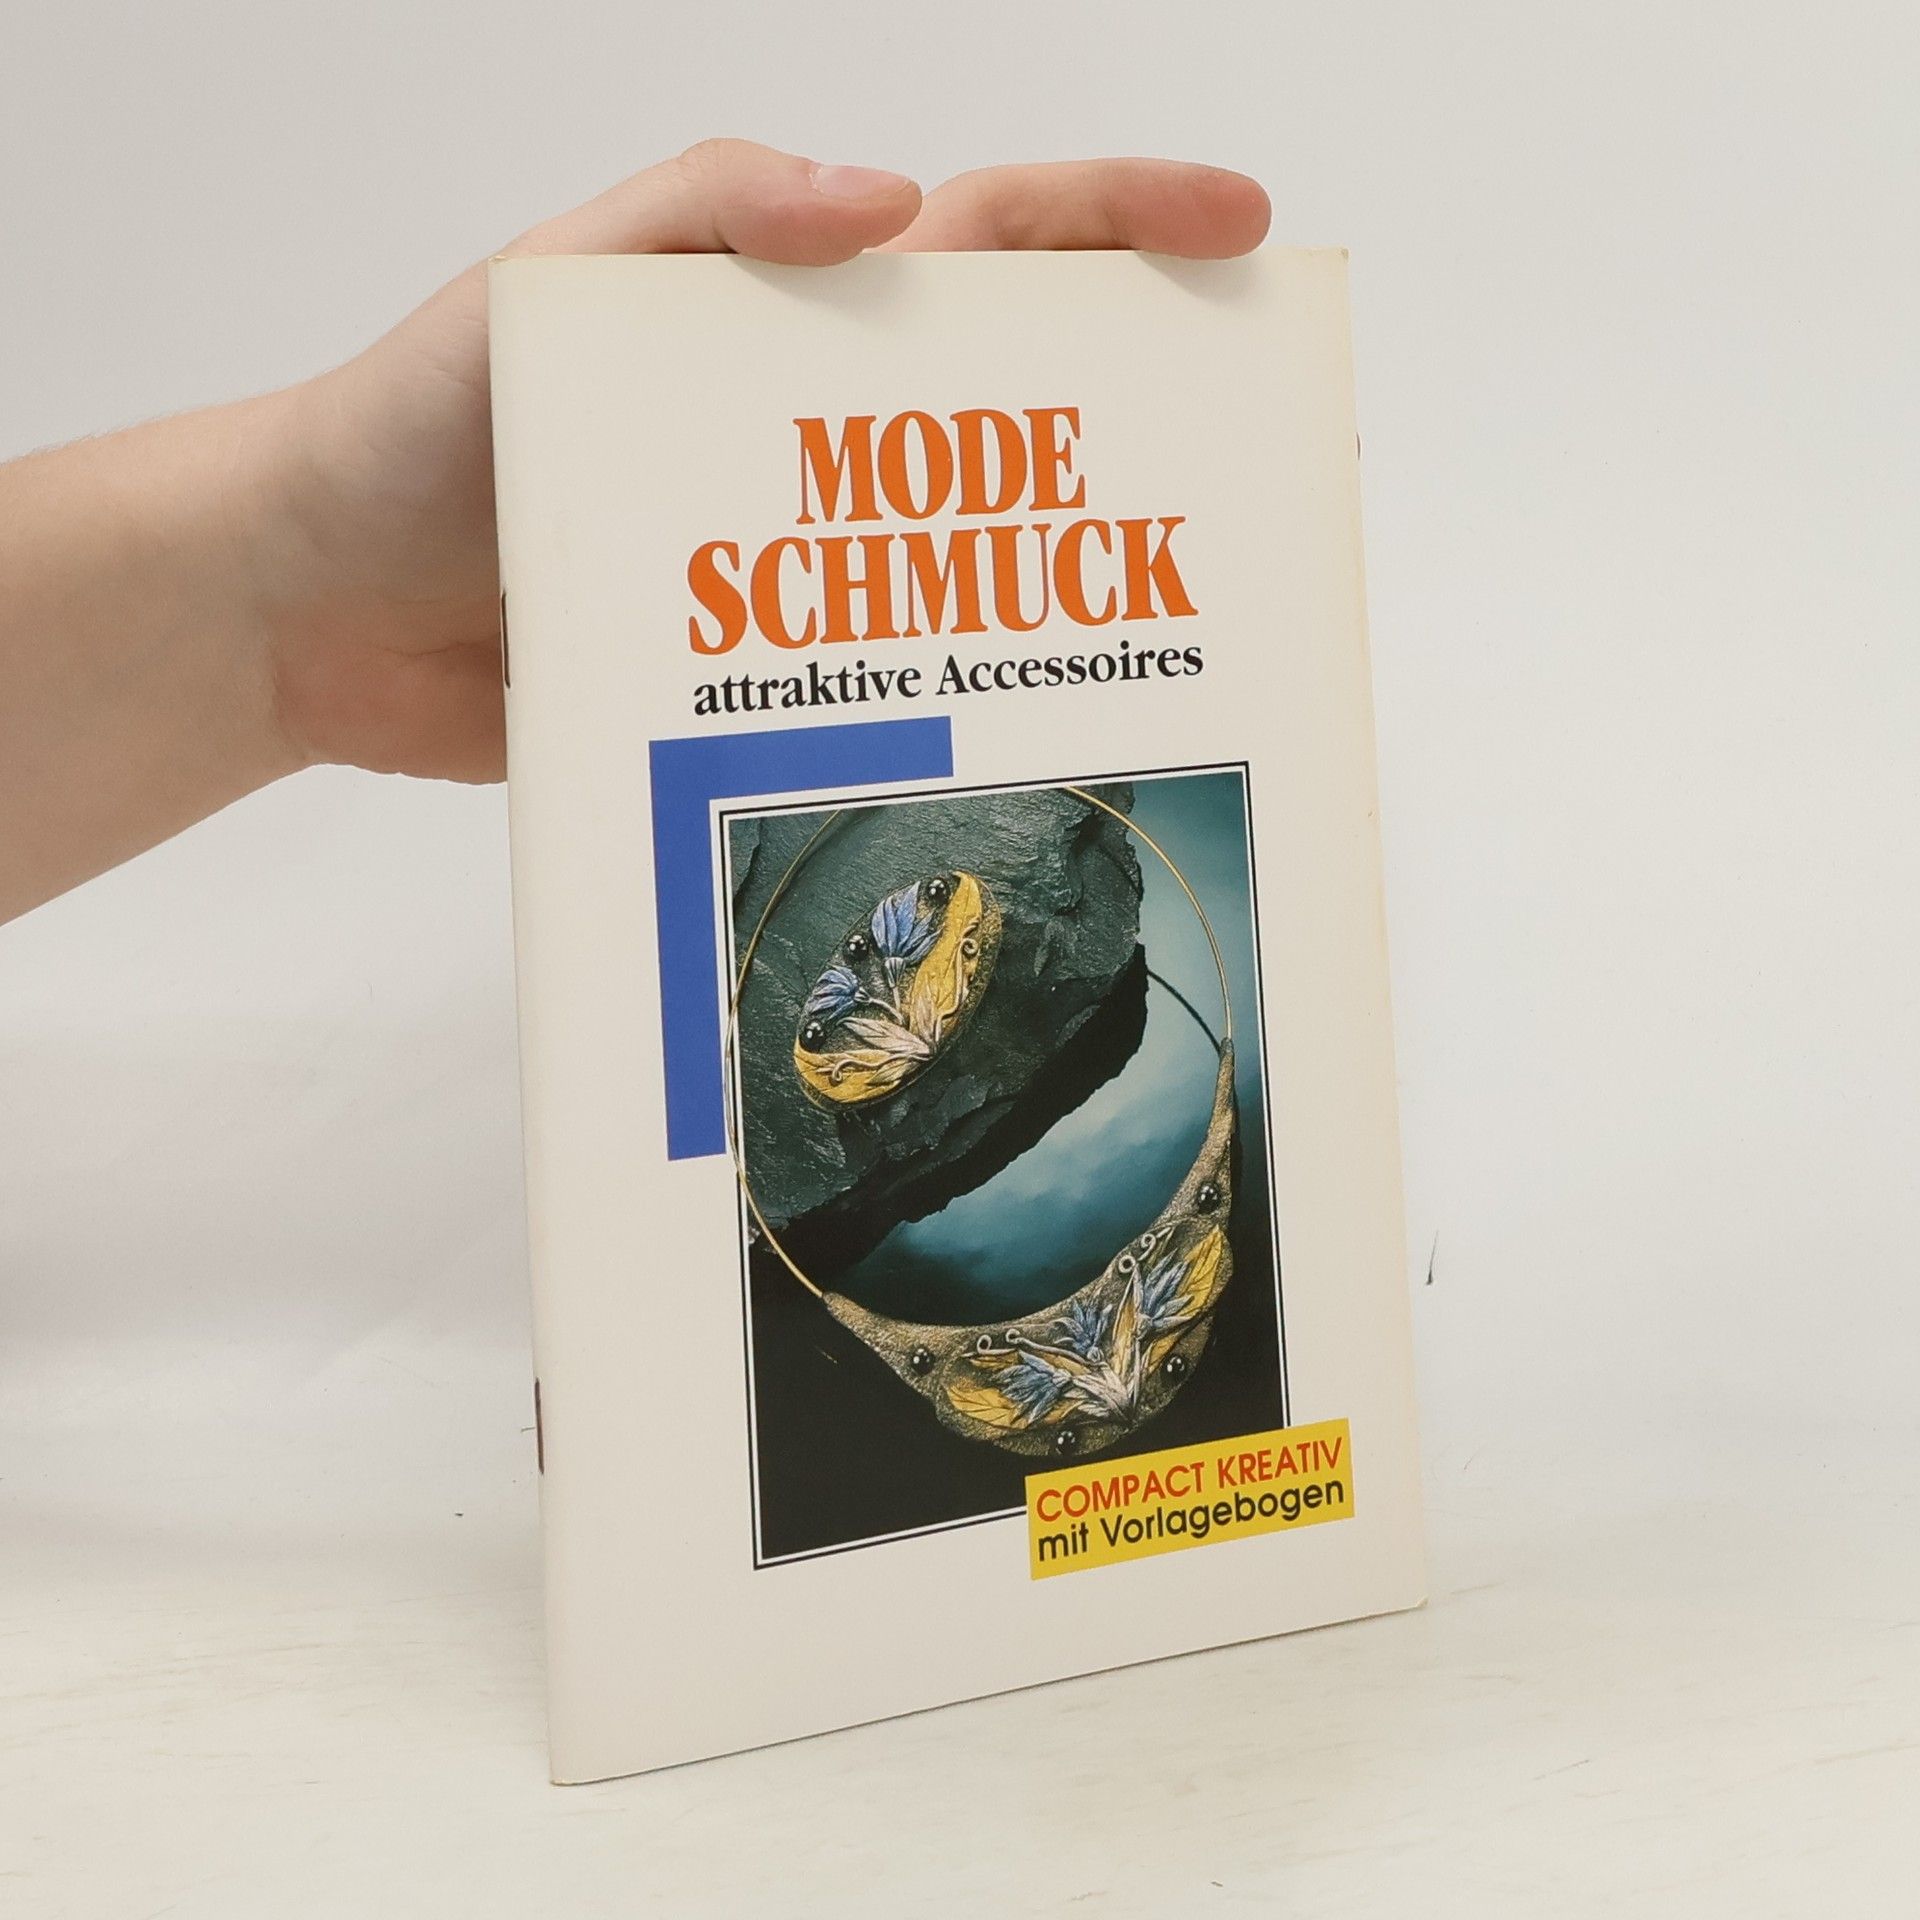 MODE
SCHMUCK
attraktive Accessoires
COMPACT KREATIV
mit Vorlagebogen